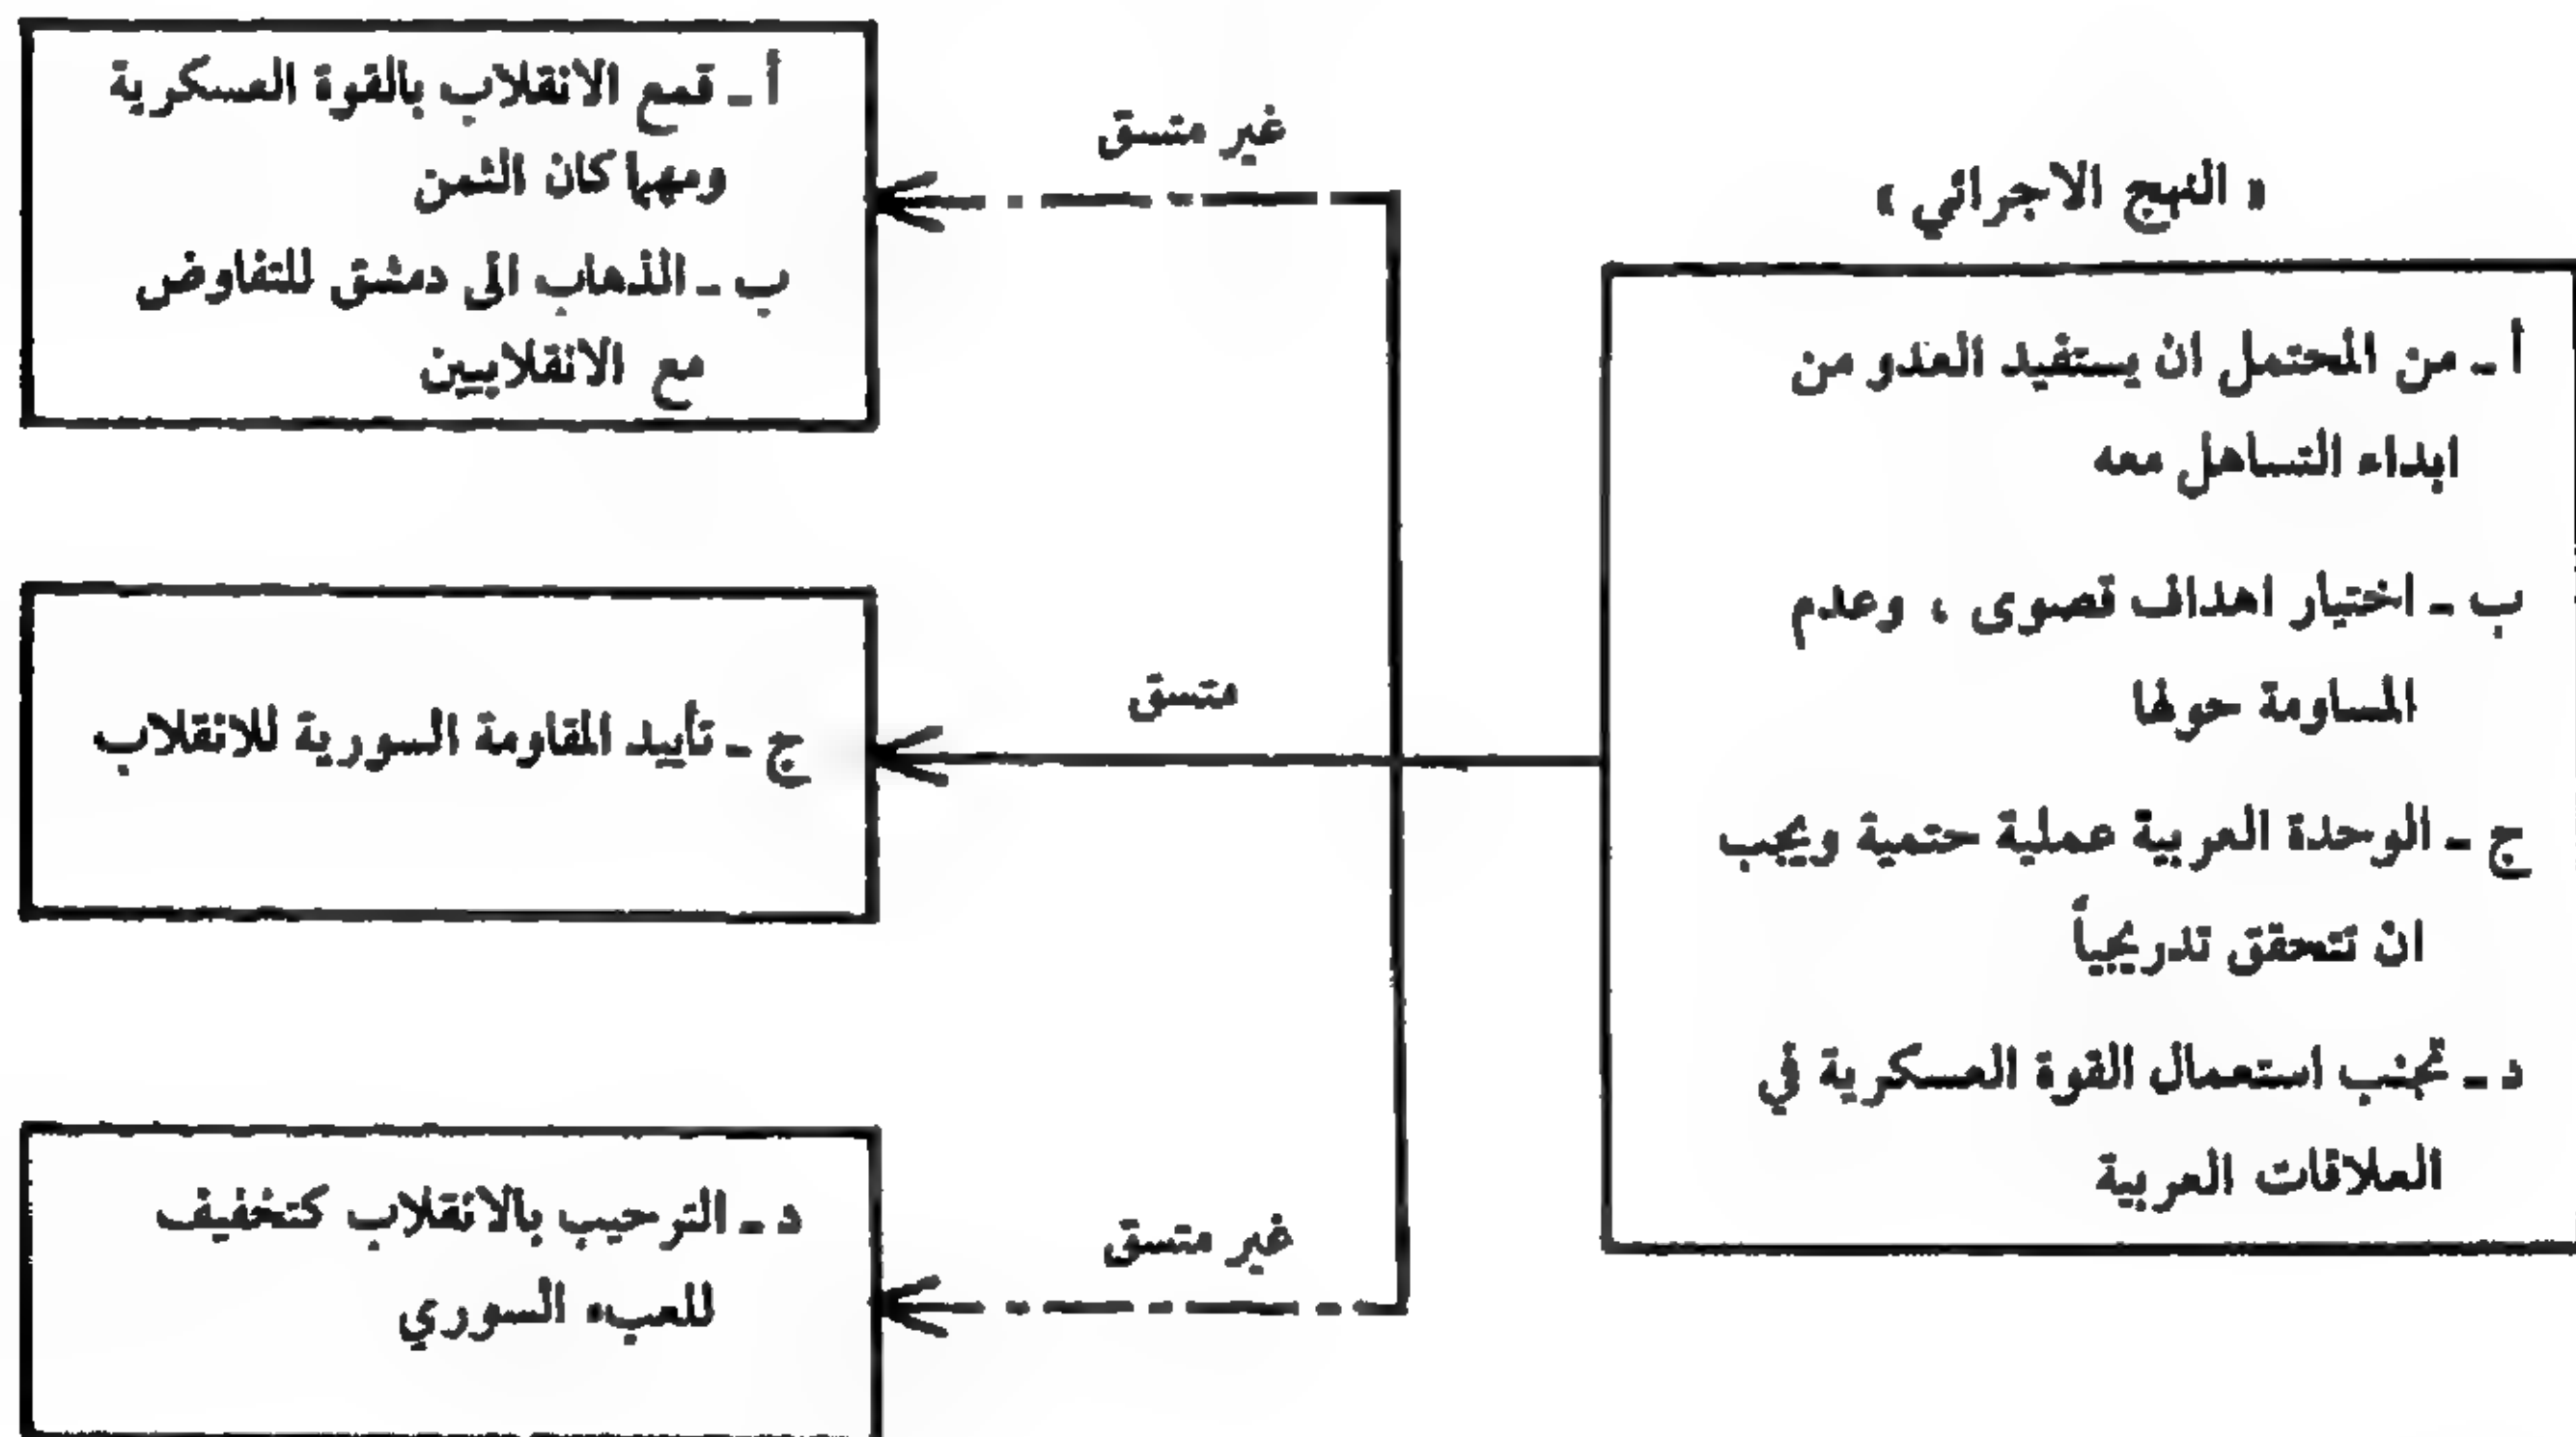 « النهج الاجرائي »
أ ـ من المحتمل ان يستفيد العدو من
ابداء التساهل معه
ب ـ اختيار اهداف قصوى ، وعدم
المساومة حولها
ج ـ الوحدة العربية عملية حتمية ويجب
ان تتحقق تدريجياً
د ـ تجنب استعمال القوة العسكرية في
العلاقات العربية
غير متسق
أ ـ قمع الانقلاب بالقوة العسكرية
ومهما كان الثمن
ب ـ الذهاب الى دمشق للتفاوض
مع الانقلابيين
متسق
ج ـ تأييد المقاومة السورية للانقلاب
غير متسق
د ـ الترحيب بالانقلاب كتخفيف
للعبء السوري